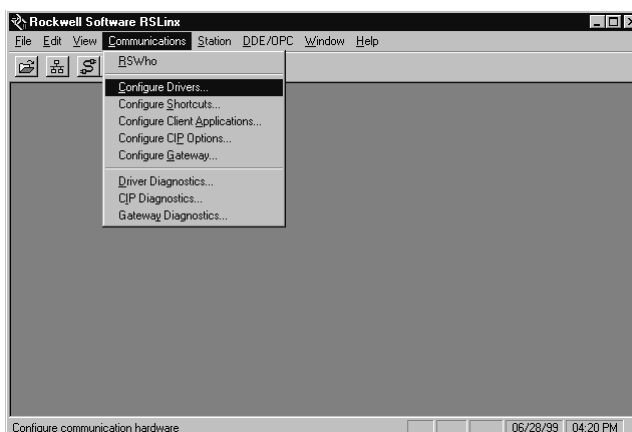 Rockwell Software RSLinx
File Edit View Communications Station DDE/OPC Window Help
RSWho
Configure Drivers...
Configure Shortcuts...
Configure Client Applications...
Configure CIP Options...
Configure Gateway...
Driver Diagnostics...
CIP Diagnostics...
Gateway Diagnostics...
Configure communication hardware 06/28/99 04:20 PM